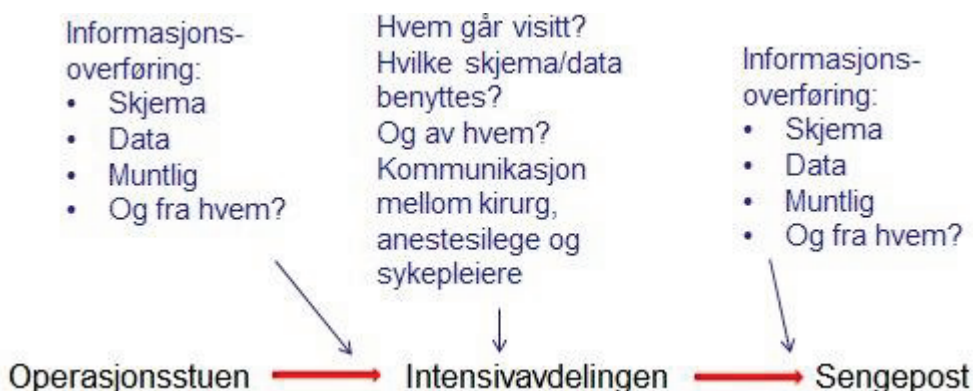 Informasjons-
overføring:
• Skjema
• Data
• Muntlig
• Og fra hvem?
Hvem går visitt?
Hvilke skjema/data
benyttes?
Og av hvem?
Kommunikasjon
mellom kirurg,
anestesilege og
sykepleiere
Informasjons-
overføring:
• Skjema
• Data
• Muntlig
• Og fra hvem?
Operasjonsstuen
Intensivavdelingen
Sengepost